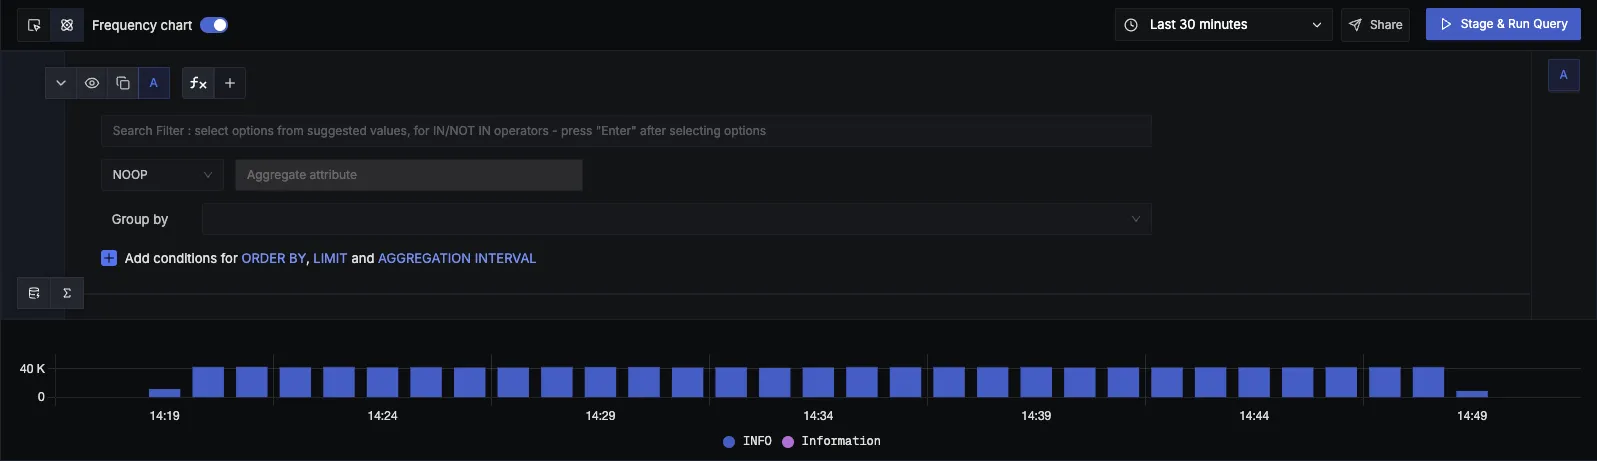 Frequency chart
Last 30 minutes
Share
Stage & Run Query
A
fx
A
Search Filter : select options from suggested values, for IN/NOT IN operators - press "Enter" after selecting options
NOOP
Aggregate attribute
Group by
Add conditions for ORDER BY, LIMIT and AGGREGATION INTERVAL
Σ
40 K
0
14:19 14:24 14:29 14:34 14:39 14:44 14:49
INFO Information